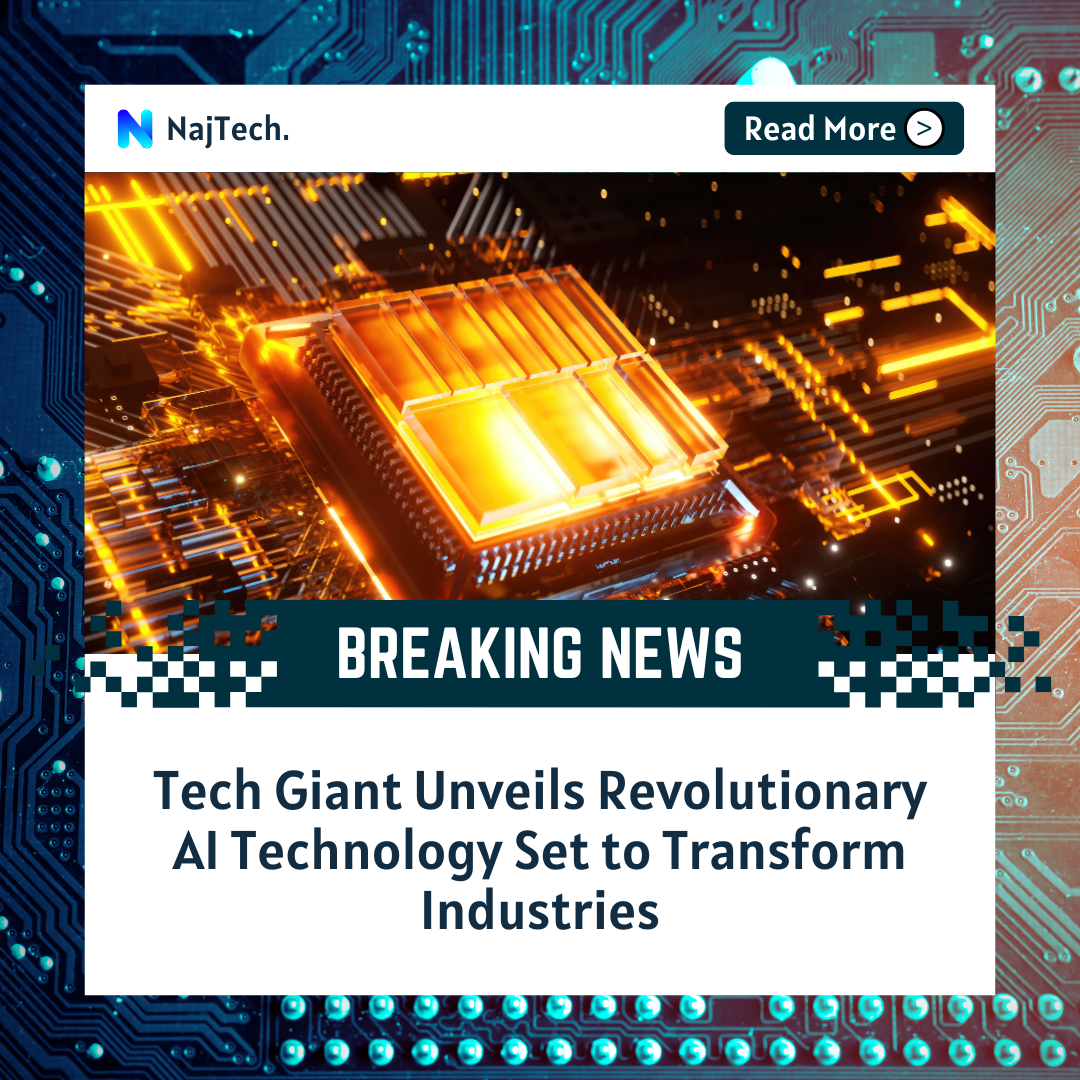 NajTech.
Read More >
BREAKING NEWS
Tech Giant Unveils Revolutionary
AI Technology Set to Transform
Industries